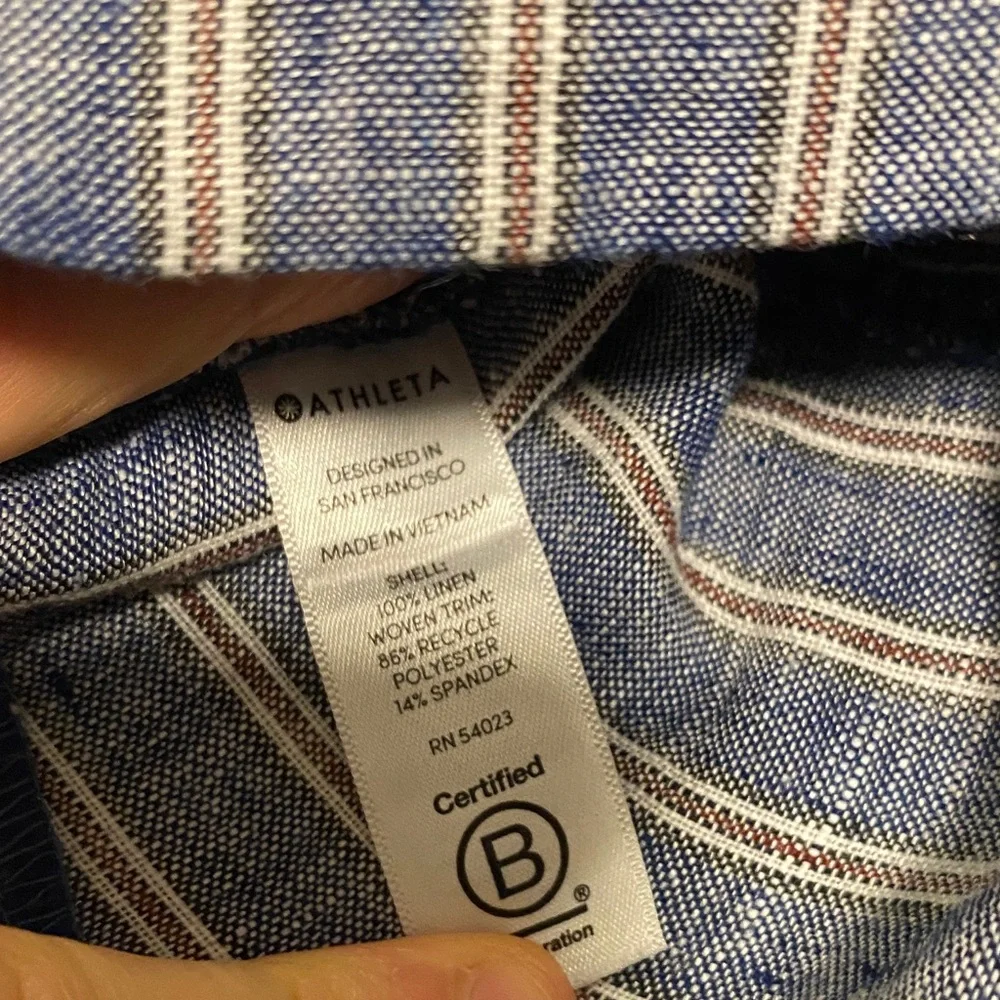 ATHLETA
DESIGNED IN
SAN FRANCISCO
MADE IN VIETNAM
SHELL:
100% LINEN
WOVEN TRIM:
86% RECYCLE
POLYESTER
14% SPANDEX
RN 54023
Certified
B
®
ration